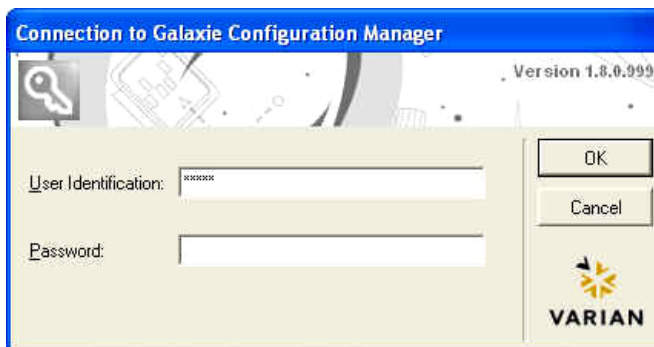 Connection to Galaxie Configuration Manager
Version 1.8.0.999
User Identification:
*****
OK
Cancel
Password:
VARIAN